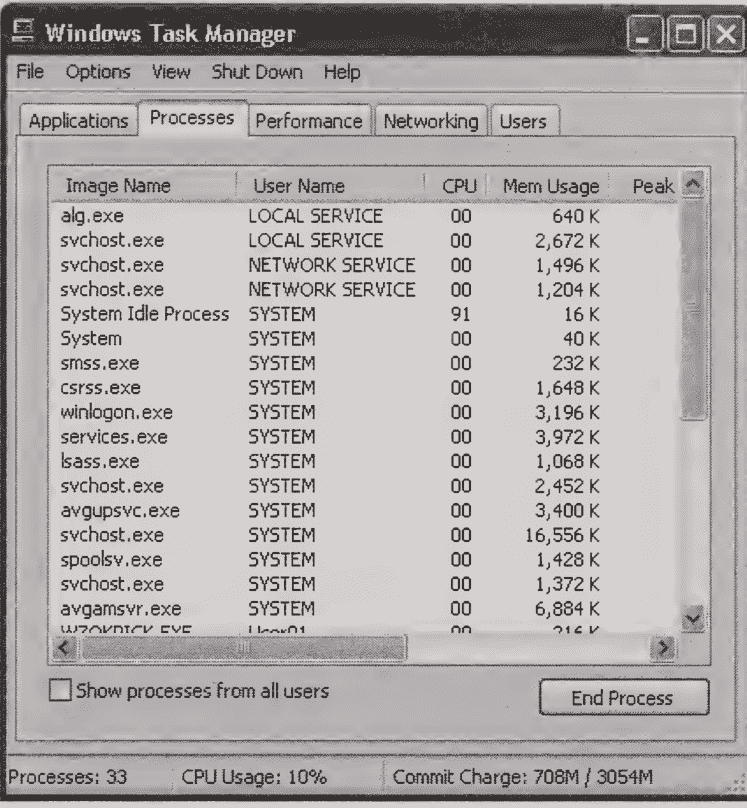 Windows Task Manager
File Options View Shut Down Help
Applications Processes Performance Networking Users
Image Name User Name CPU Mem Usage Peak
alg.exe LOCAL SERVICE 00 640 K
svchost.exe LOCAL SERVICE 00 2,672 K
svchost.exe NETWORK SERVICE 00 1,496 K
svchost.exe NETWORK SERVICE 00 1,204 K
System Idle Process SYSTEM 91 16 K
System SYSTEM 00 40 K
smss.exe SYSTEM 00 232 K
csrss.exe SYSTEM 00 1,648 K
winlogon.exe SYSTEM 00 3,196 K
services.exe SYSTEM 00 3,972 K
lsass.exe SYSTEM 00 1,068 K
svchost.exe SYSTEM 00 2,452 K
avgupsvc.exe SYSTEM 00 3,400 K
svchost.exe SYSTEM 00 16,556 K
spoolsv.exe SYSTEM 00 1,428 K
svchost.exe SYSTEM 00 1,372 K
avgamsvr.exe SYSTEM 00 6,884 K
WZQKPICK.EXE User01 00 216 K
Show processes from all users
End Process
Processes: 33 CPU Usage: 10% Commit Charge: 708M / 3054M